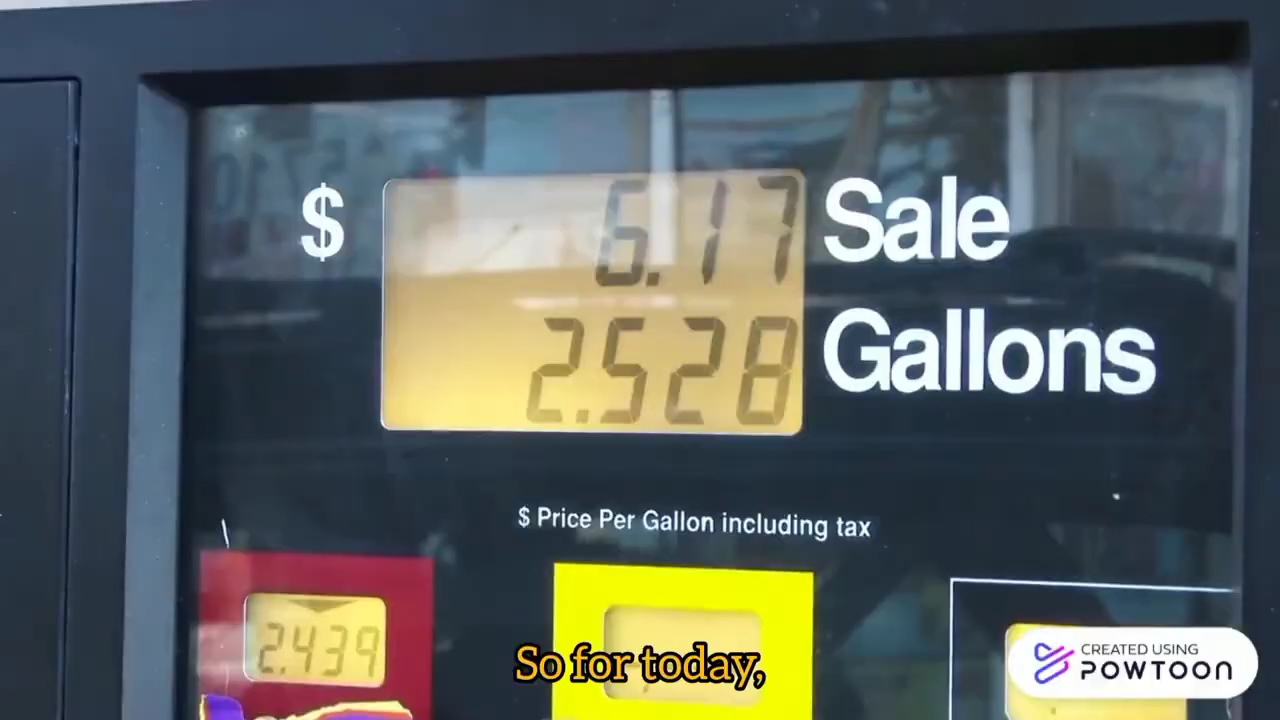 $ 6.17 Sale
2.528 Gallons
$ Price Per Gallon including tax
2.439
So for today,
CREATED USING
POWTOON